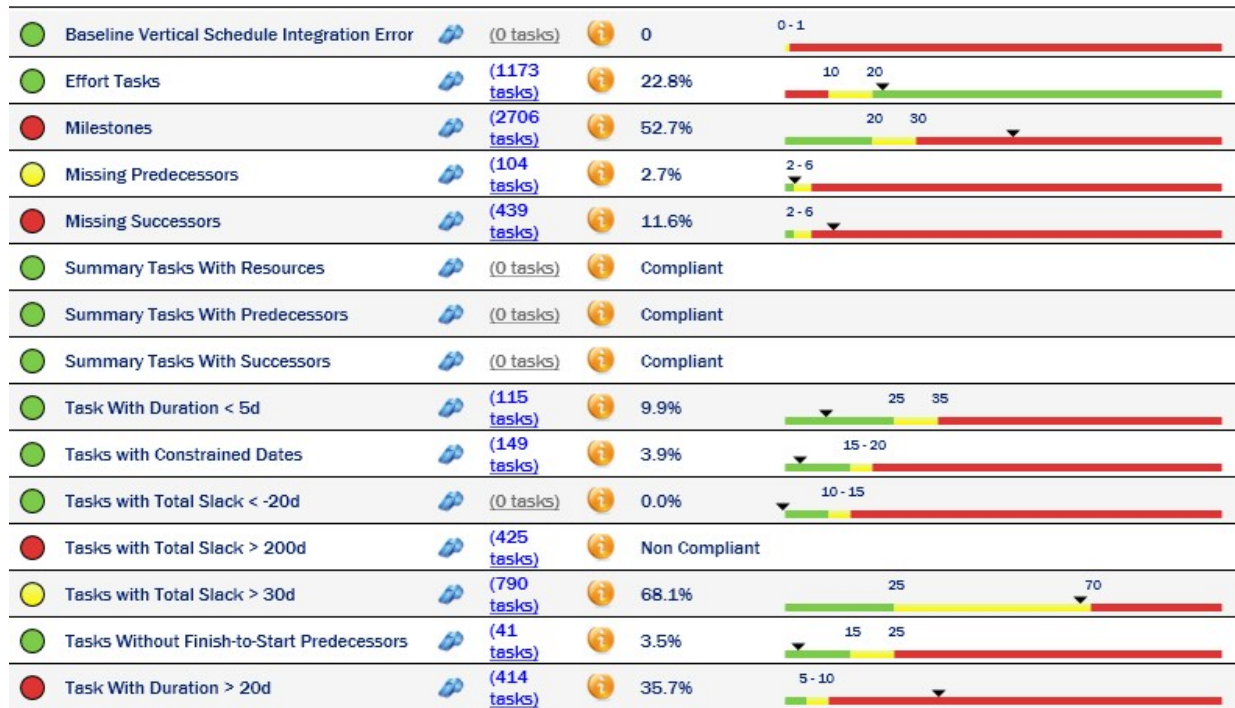 Baseline Vertical Schedule Integration Error (0 tasks) i 0 0 - 1
Effort Tasks (1173 tasks) i 22.8% 10 20
Milestones (2706 tasks) i 52.7% 20 30
Missing Predecessors (104 tasks) i 2.7% 2 - 6
Missing Successors (439 tasks) i 11.6% 2 - 6
Summary Tasks With Resources (0 tasks) i Compliant
Summary Tasks With Predecessors (0 tasks) i Compliant
Summary Tasks With Successors (0 tasks) i Compliant
Task With Duration < 5d (115 tasks) i 9.9% 25 35
Tasks with Constrained Dates (149 tasks) i 3.9% 15 - 20
Tasks with Total Slack < -20d (0 tasks) i 0.0% 10 - 15
Tasks with Total Slack > 200d (425 tasks) i Non Compliant
Tasks with Total Slack > 30d (790 tasks) i 68.1% 25 70
Tasks Without Finish-to-Start Predecessors (41 tasks) i 3.5% 15 25
Task With Duration > 20d (414 tasks) i 35.7% 5 - 10